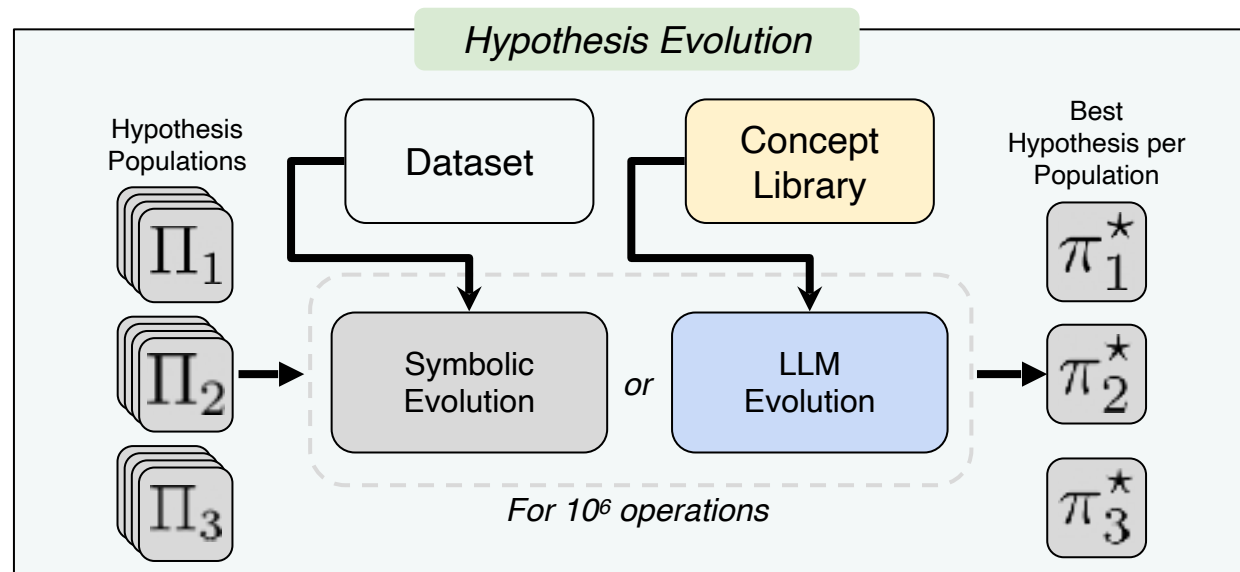 Hypothesis Evolution
Hypothesis
Populations
Dataset
Concept
Library
Best
Hypothesis per
Population
Π₁
π₁*
Symbolic
Evolution
or
LLM
Evolution
Π₂
π₂*
Π₃
π₃*
For 10⁶ operations